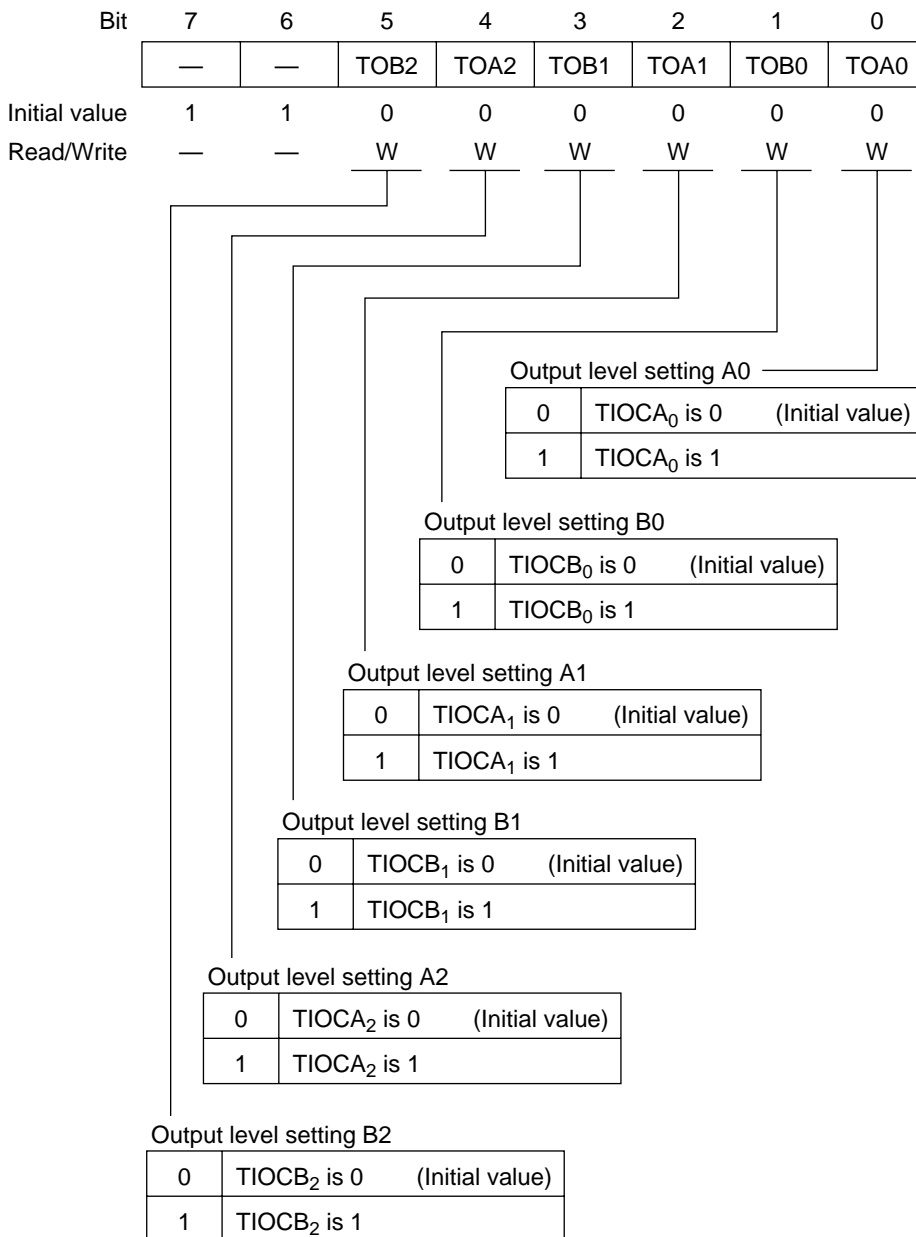 Bit 7 6 5 4 3 2 1 0
— — TOB2 TOA2 TOB1 TOA1 TOB0 TOA0
Initial value 1 1 0 0 0 0 0 0
Read/Write — — W W W W W W
Output level setting A0
0 TIOCA₀ is 0 (Initial value)
1 TIOCA₀ is 1
Output level setting B0
0 TIOCB₀ is 0 (Initial value)
1 TIOCB₀ is 1
Output level setting A1
0 TIOCA₁ is 0 (Initial value)
1 TIOCA₁ is 1
Output level setting B1
0 TIOCB₁ is 0 (Initial value)
1 TIOCB₁ is 1
Output level setting A2
0 TIOCA₂ is 0 (Initial value)
1 TIOCA₂ is 1
Output level setting B2
0 TIOCB₂ is 0 (Initial value)
1 TIOCB₂ is 1